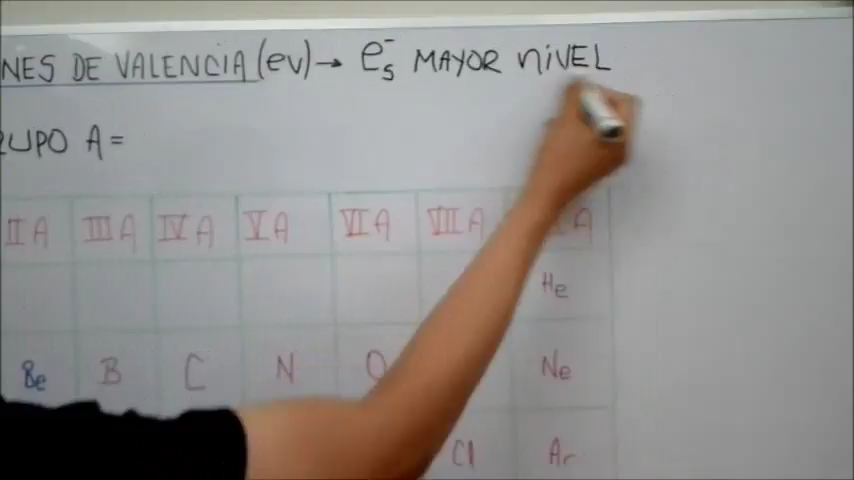 NES DE VALENCIA (ev) → e⁻s MAYOR NIVEL
UPO A =
II A III A IV A V A VI A VII A A
He
Be B C N O Ne
Cl Ar